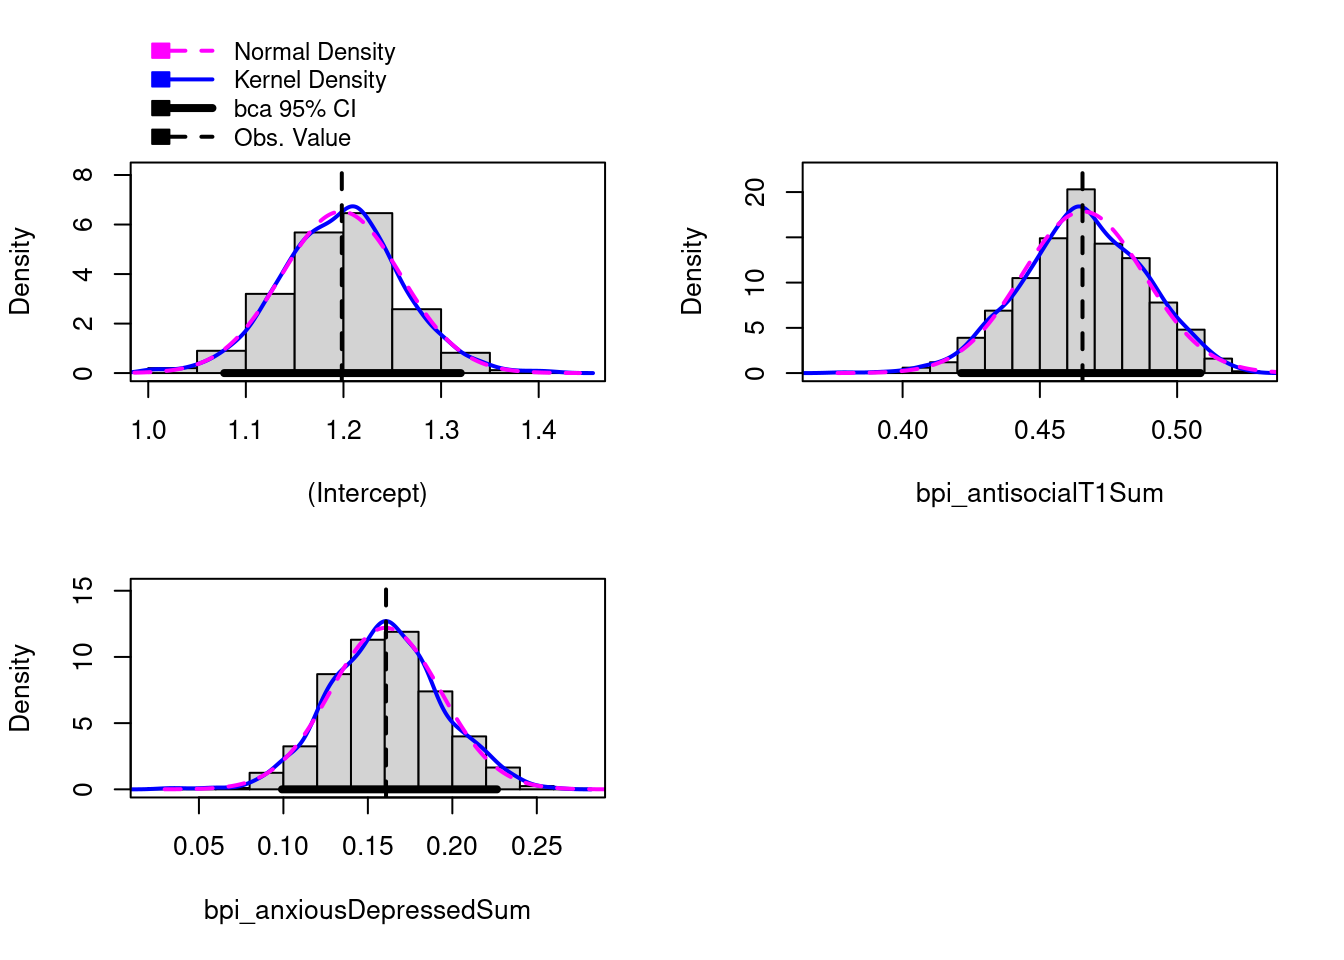 Normal Density
Kernel Density
bca 95% CI
Obs. Value
Density
0 2 4 6 8
1.0 1.1 1.2 1.3 1.4
(Intercept)
Density
0 5 10 20
0.40 0.45 0.50
bpi_antisocialT1Sum
Density
0 5 10 15
0.05 0.10 0.15 0.20 0.25
bpi_anxiousDepressedSum